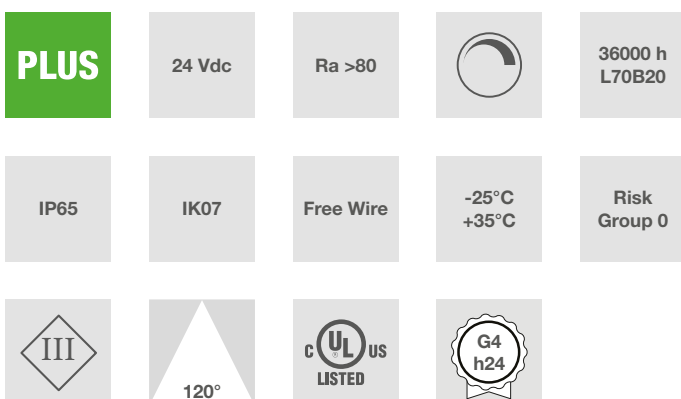 PLUS
24 Vdc
Ra >80
36000 h
L70B20
IP65
IK07
Free Wire
-25°C
+35°C
Risk
Group 0
III
120°
C UL® US
LISTED
G4
h24